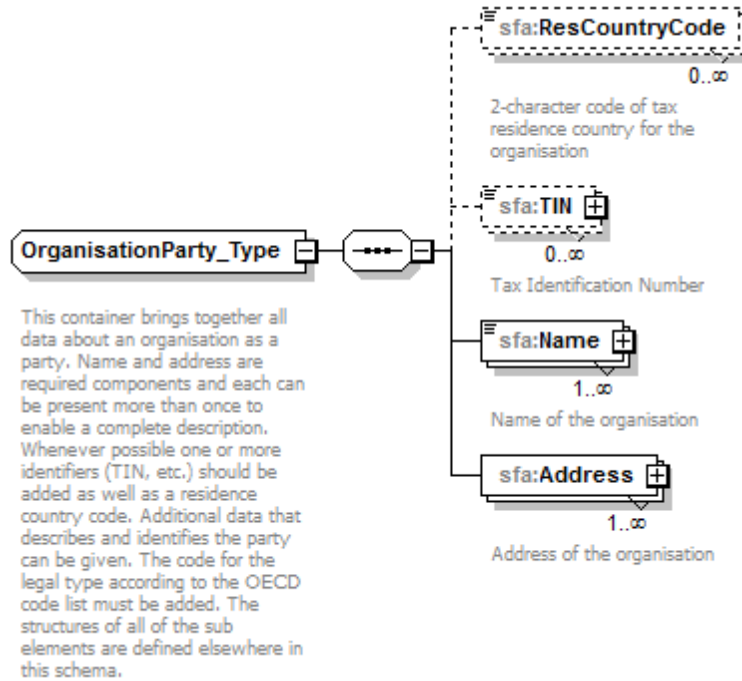 sfa:ResCountryCode
0..∞
2-character code of tax
residence country for the
organisation
sfa:TIN
0..∞
Tax Identification Number
OrganisationParty_Type
This container brings together all
data about an organisation as a
party. Name and address are
required components and each can
be present more than once to
enable a complete description.
Whenever possible one or more
identifiers (TIN, etc.) should be
added as well as a residence
country code. Additional data that
describes and identifies the party
can be given. The code for the
legal type according to the OECD
code list must be added. The
structures of all of the sub
elements are defined elsewhere in
this schema.
sfa:Name
1..∞
Name of the organisation
sfa:Address
1..∞
Address of the organisation